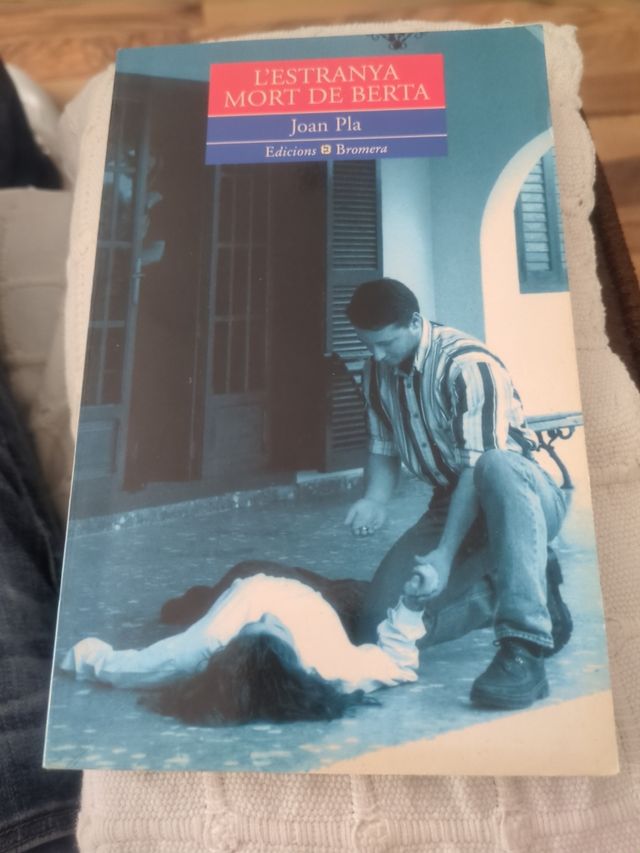 L'ESTRANYA
MORT DE BERTA
Joan Pla
Edicions Bromera